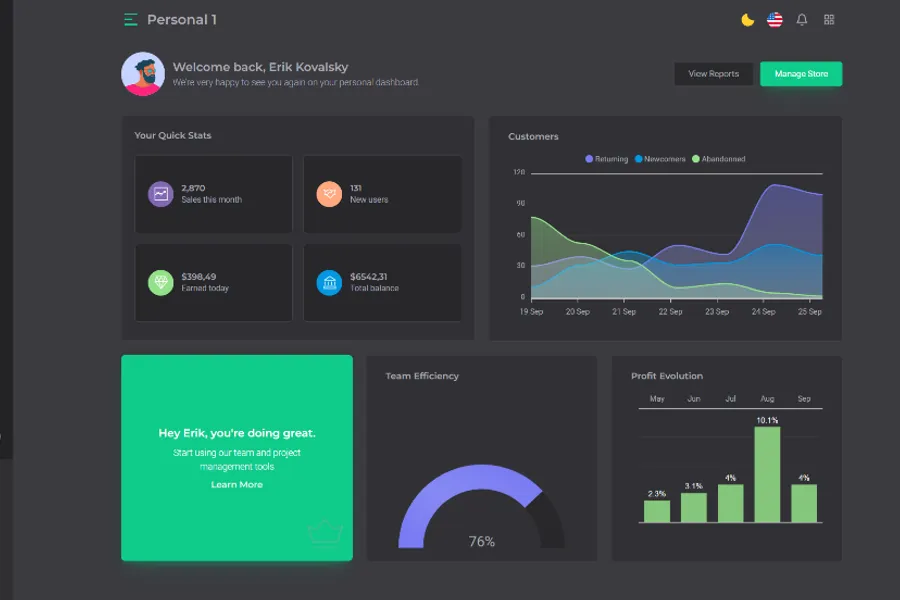 Personal 1
Welcome back, Erik Kovalsky
We're very happy to see you again on your personal dashboard.
View Reports
Manage Store
Your Quick Stats
2,870
Sales this month
131
New users
$398,49
Earned today
$6542,31
Total balance
Customers
Returning Newcomers Abandonned
120
90
60
30
0
19 Sep 20 Sep 21 Sep 22 Sep 23 Sep 24 Sep 25 Sep
Hey Erik, you're doing great.
Start using our team and project
management tools
Learn More
Team Efficiency
76%
Profit Evolution
May Jun Jul Aug Sep
2.3% 3.1% 4% 10.1% 4%